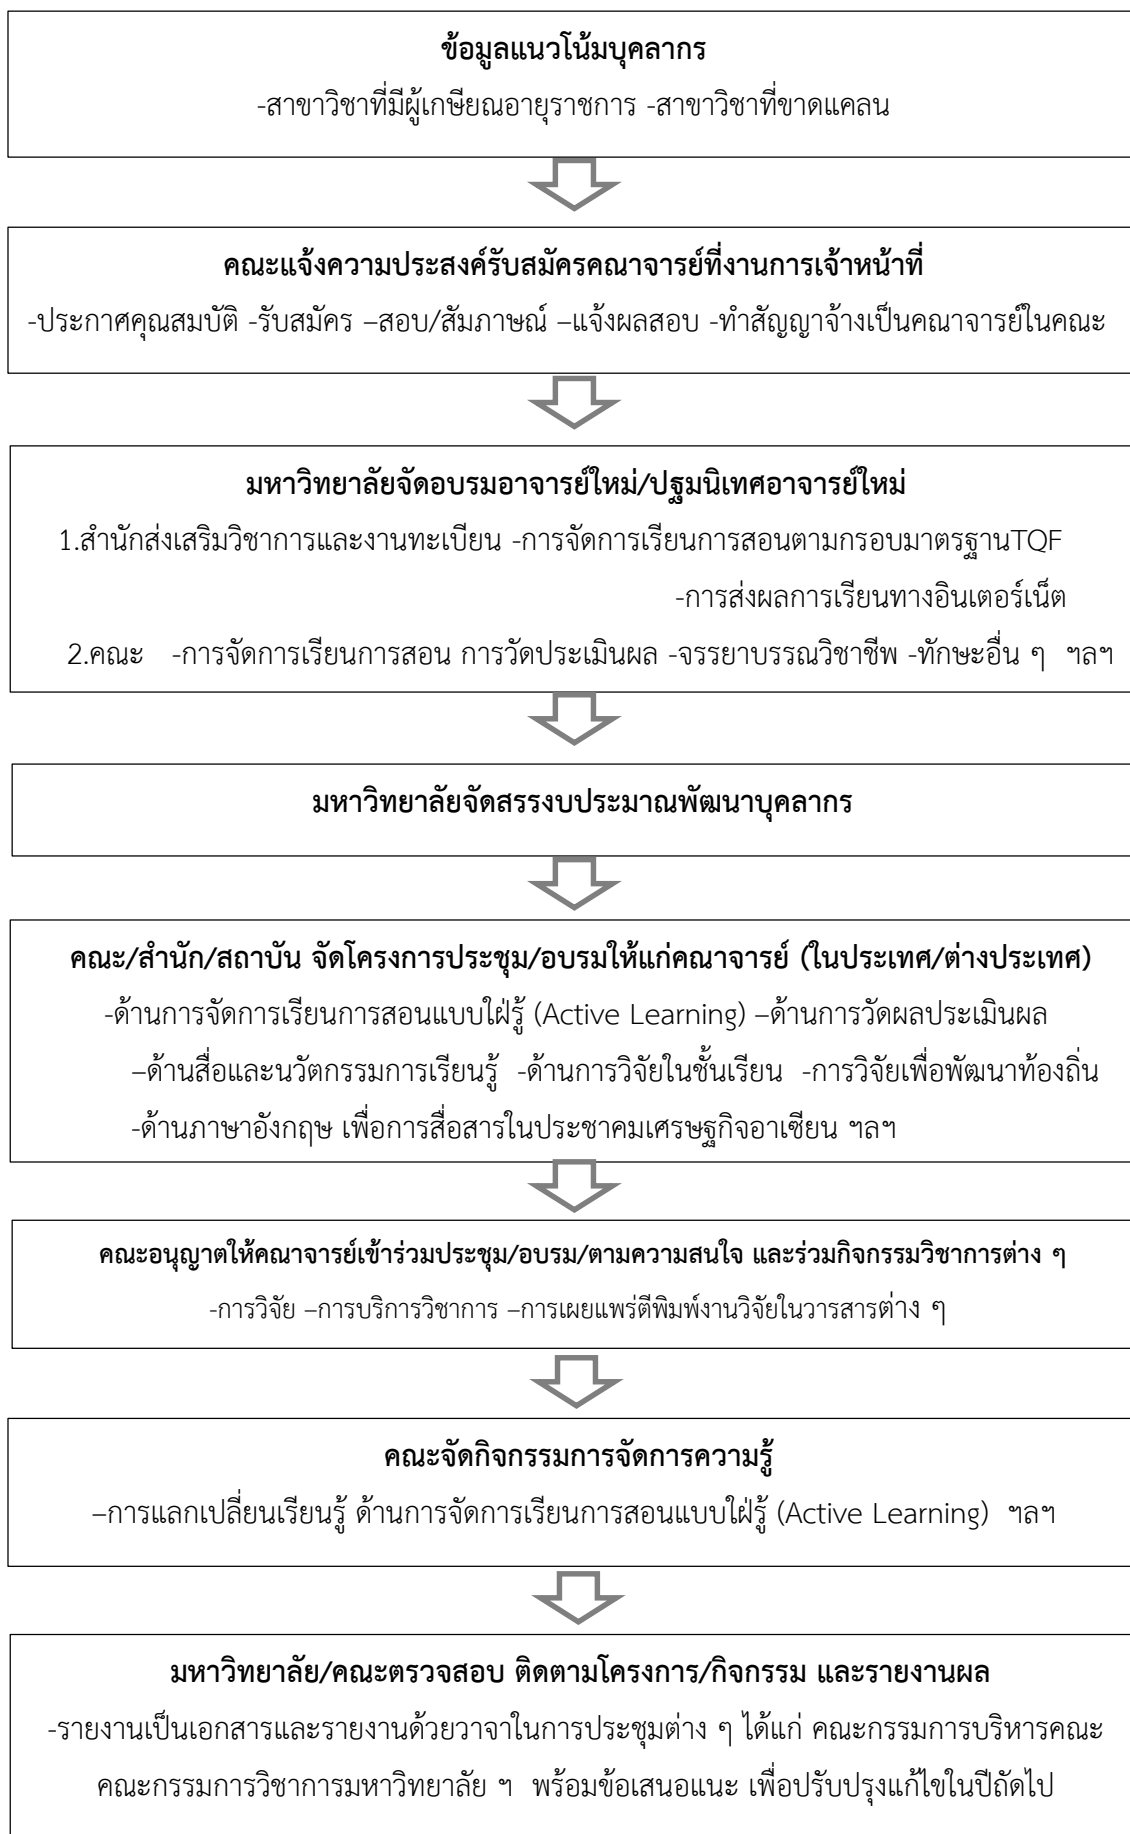 ข้อมูลแนวโน้มบุคลากร
-สาขาวิชาที่มีผู้เกษียณอายุราชการ -สาขาวิชาที่ขาดแคลน
คณะแจ้งความประสงค์รับสมัครคณาจารย์ที่งานการเจ้าหน้าที่
-ประกาศคุณสมบัติ -รับสมัคร –สอบ/สัมภาษณ์ –แจ้งผลสอบ -ทำสัญญาจ้างเป็นคณาจารย์ในคณะ
มหาวิทยาลัยจัดอบรมอาจารย์ใหม่/ปฐมนิเทศอาจารย์ใหม่
1.สำนักส่งเสริมวิชาการและงานทะเบียน -การจัดการเรียนการสอนตามกรอบมาตรฐานTQF
-การส่งผลการเรียนทางอินเตอร์เน็ต
2.คณะ -การจัดการเรียนการสอน การวัดประเมินผล -จรรยาบรรณวิชาชีพ -ทักษะอื่น ๆ ฯลฯ
มหาวิทยาลัยจัดสรรงบประมาณพัฒนาบุคลากร
คณะ/สำนัก/สถาบัน จัดโครงการประชุม/อบรมให้แก่คณาจารย์ (ในประเทศ/ต่างประเทศ)
-ด้านการจัดการเรียนการสอนแบบใฝ่รู้ (Active Learning) –ด้านการวัดผลประเมินผล
–ด้านสื่อและนวัตกรรมการเรียนรู้ -ด้านการวิจัยในชั้นเรียน -การวิจัยเพื่อพัฒนาท้องถิ่น
-ด้านภาษาอังกฤษ เพื่อการสื่อสารในประชาคมเศรษฐกิจอาเซียน ฯลฯ
คณะอนุญาตให้คณาจารย์เข้าร่วมประชุม/อบรม/ตามความสนใจ และร่วมกิจกรรมวิชาการต่าง ๆ
-การวิจัย –การบริการวิชาการ –การเผยแพร่ตีพิมพ์งานวิจัยในวารสารต่าง ๆ
คณะจัดกิจกรรมการจัดการความรู้
–การแลกเปลี่ยนเรียนรู้ ด้านการจัดการเรียนการสอนแบบใฝ่รู้ (Active Learning) ฯลฯ
มหาวิทยาลัย/คณะตรวจสอบ ติดตามโครงการ/กิจกรรม และรายงานผล
-รายงานเป็นเอกสารและรายงานด้วยวาจาในการประชุมต่าง ๆ ได้แก่ คณะกรรมการบริหารคณะ
คณะกรรมการวิชาการมหาวิทยาลัย ฯ พร้อมข้อเสนอแนะ เพื่อปรับปรุงแก้ไขในปีถัดไป